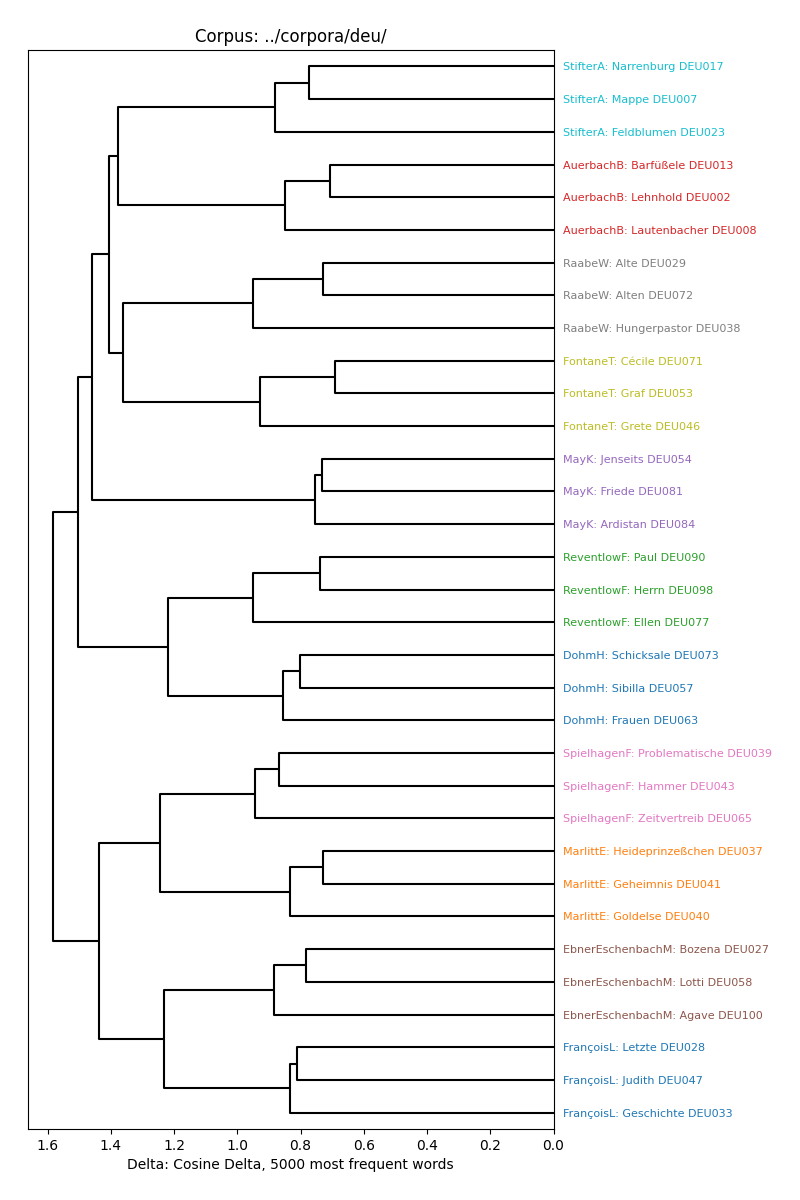 Corpus: ../corpora/deu/
StifterA: Narrenburg DEU017
StifterA: Mappe DEU007
StifterA: Feldblumen DEU023
AuerbachB: Barfüßele DEU013
AuerbachB: Lehnhold DEU002
AuerbachB: Lautenbacher DEU008
RaabeW: Alte DEU029
RaabeW: Alten DEU072
RaabeW: Hungerpastor DEU038
FontaneT: Cécile DEU071
FontaneT: Graf DEU053
FontaneT: Grete DEU046
MayK: Jenseits DEU054
MayK: Friede DEU081
MayK: Ardistan DEU084
ReventlowF: Paul DEU090
ReventlowF: Herrn DEU098
ReventlowF: Ellen DEU077
DohmH: Schicksale DEU073
DohmH: Sibilla DEU057
DohmH: Frauen DEU063
SpielhagenF: Problematische DEU039
SpielhagenF: Hammer DEU043
SpielhagenF: Zeitvertreib DEU065
MarlittE: Heideprinzeßchen DEU037
MarlittE: Geheimnis DEU041
MarlittE: Goldelse DEU040
EbnerEschenbachM: Bozena DEU027
EbnerEschenbachM: Lotti DEU058
EbnerEschenbachM: Agave DEU100
FrançoisL: Letzte DEU028
FrançoisL: Judith DEU047
FrançoisL: Geschichte DEU033
1.6 1.4 1.2 1.0 0.8 0.6 0.4 0.2 0.0
Delta: Cosine Delta, 5000 most frequent words